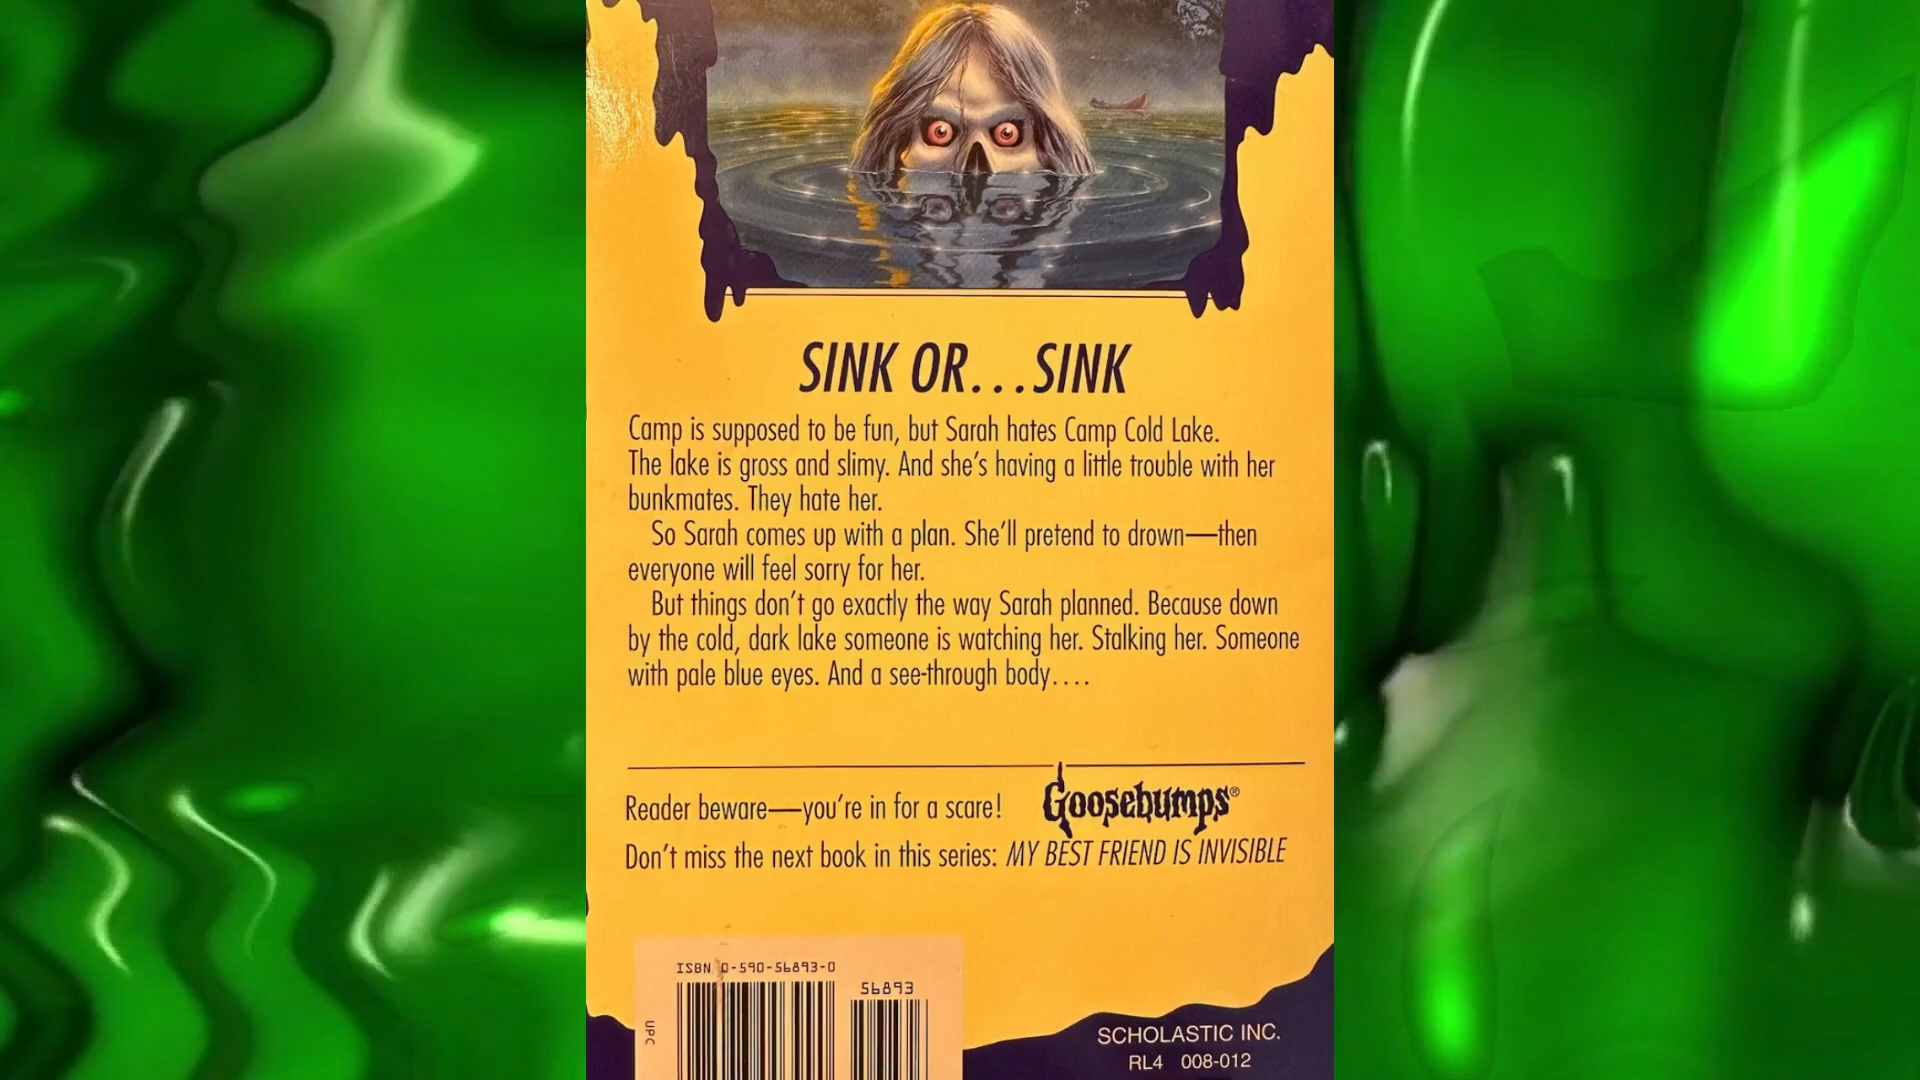 SINK OR...SINK
Camp is supposed to be fun, but Sarah hates Camp Cold Lake.
The lake is gross and slimy. And she's having a little trouble with her
bunkmates. They hate her.
So Sarah comes up with a plan. She'll pretend to drown—then
everyone will feel sorry for her.
But things don't go exactly the way Sarah planned. Because down
by the cold, dark lake someone is watching her. Stalking her. Someone
with pale blue eyes. And a see-through body....
Reader beware—you're in for a scare!
Goosebumps®
Don't miss the next book in this series: MY BEST FRIEND IS INVISIBLE
ISBN 0-590-56893-0
56893
UPC
SCHOLASTIC INC.
RL4 008-012